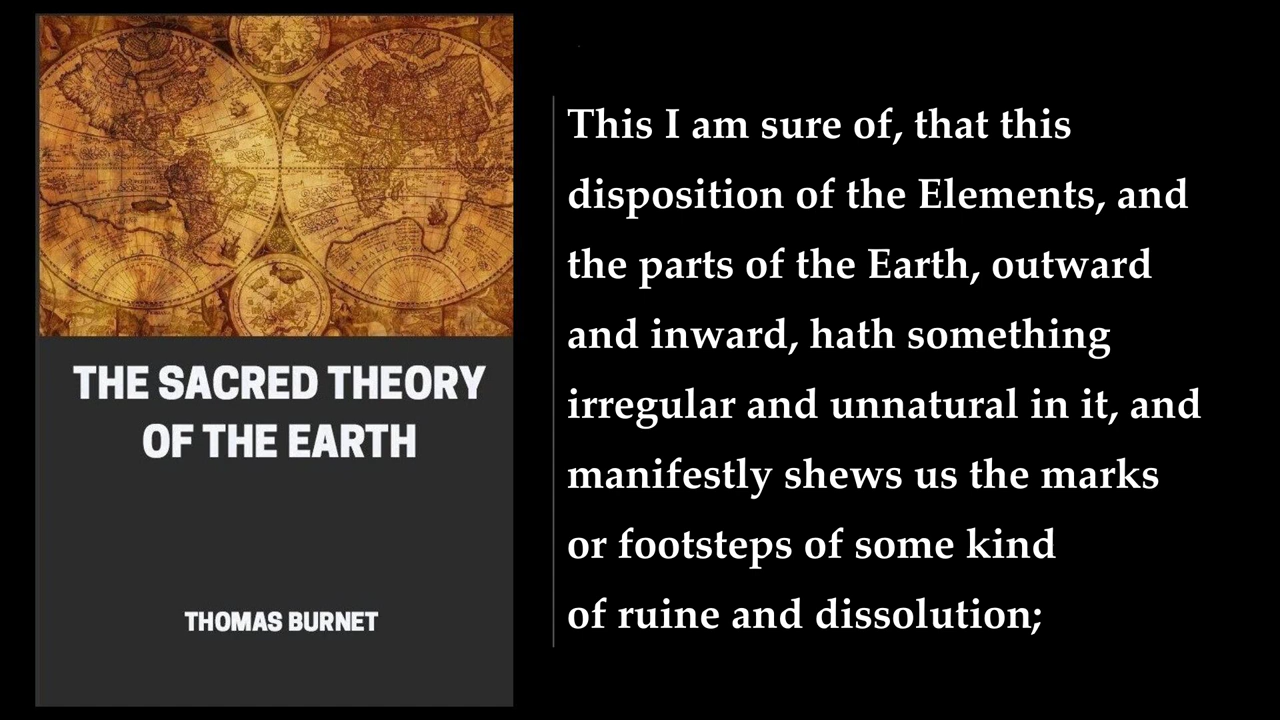 THE SACRED THEORY
OF THE EARTH
THOMAS BURNET
This I am sure of, that this
disposition of the Elements, and
the parts of the Earth, outward
and inward, hath something
irregular and unnatural in it, and
manifestly shews us the marks
or footsteps of some kind
of ruine and dissolution;